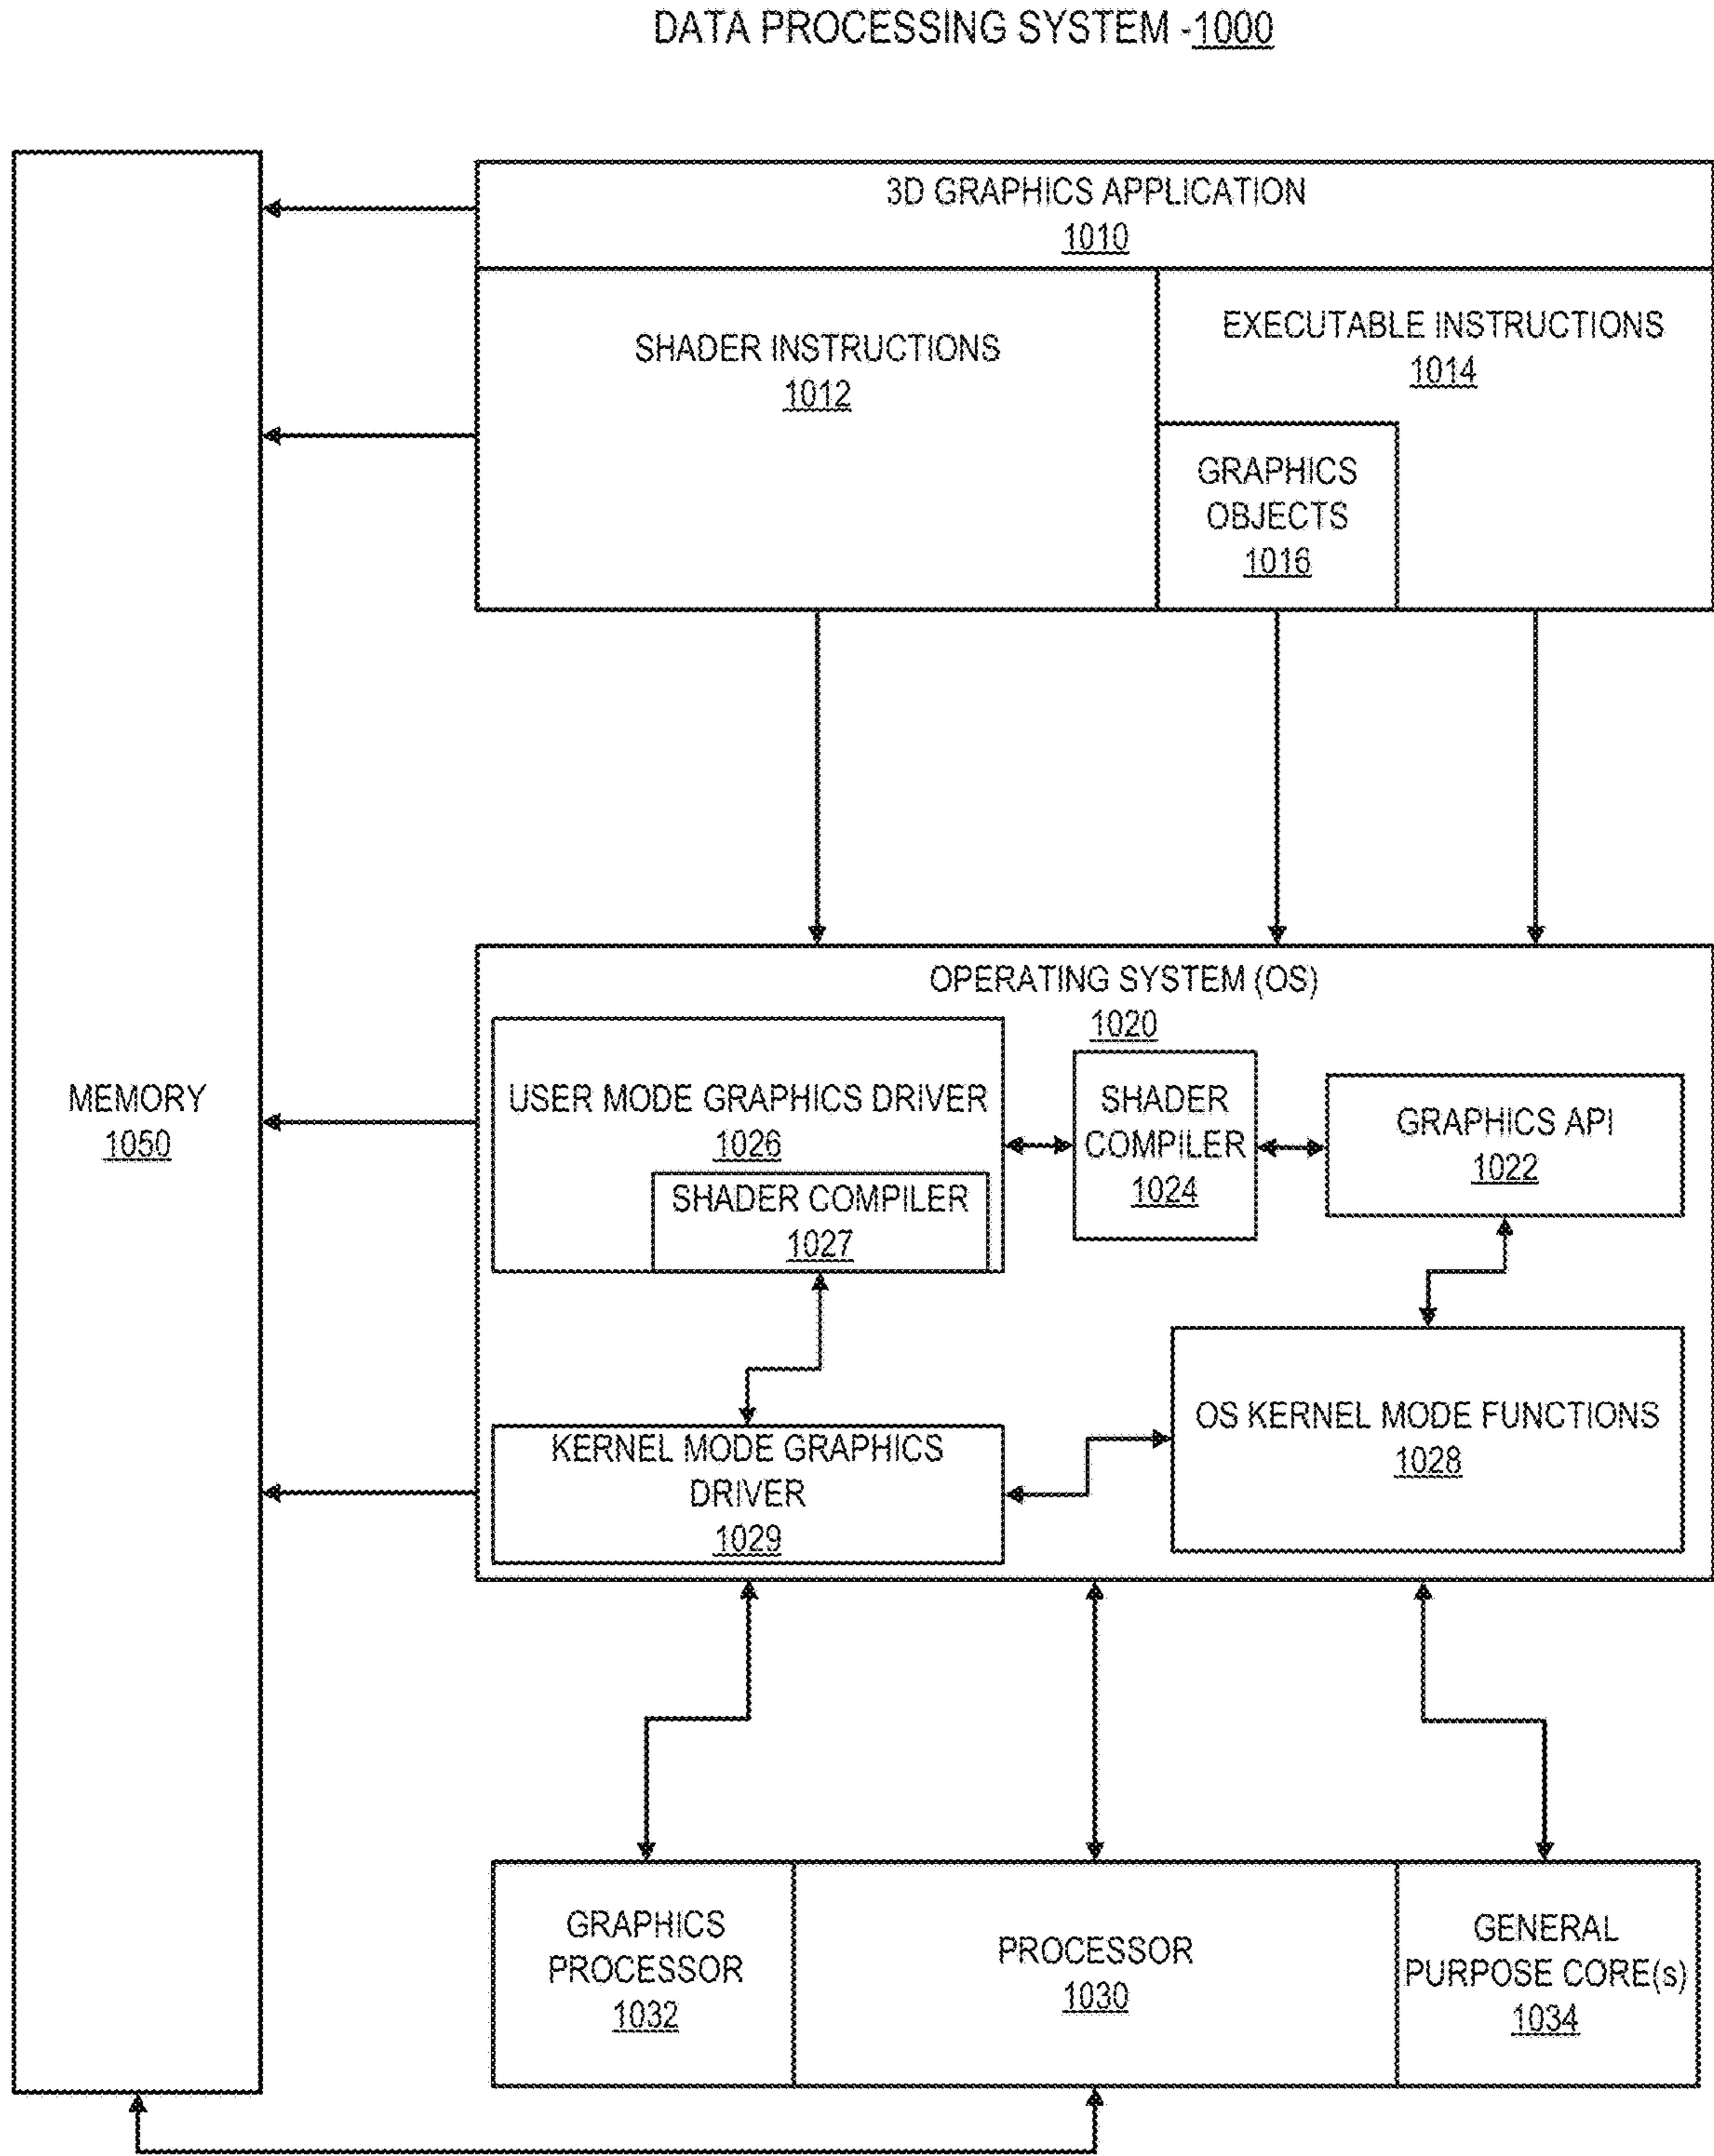 DATA PROCESSING SYSTEM -1000
3D GRAPHICS APPLICATION
1010
SHADER INSTRUCTIONS
1012
EXECUTABLE INSTRUCTIONS
1014
GRAPHICS
OBJECTS
1016
OPERATING SYSTEM (OS)
1020
MEMORY
1050
USER MODE GRAPHICS DRIVER
1026
SHADER COMPILER
1027
SHADER
COMPILER
1024
GRAPHICS API
1022
OS KERNEL MODE FUNCTIONS
1028
KERNEL MODE GRAPHICS
DRIVER
1029
GRAPHICS
PROCESSOR
1032
PROCESSOR
1030
GENERAL
PURPOSE CORE(s)
1034